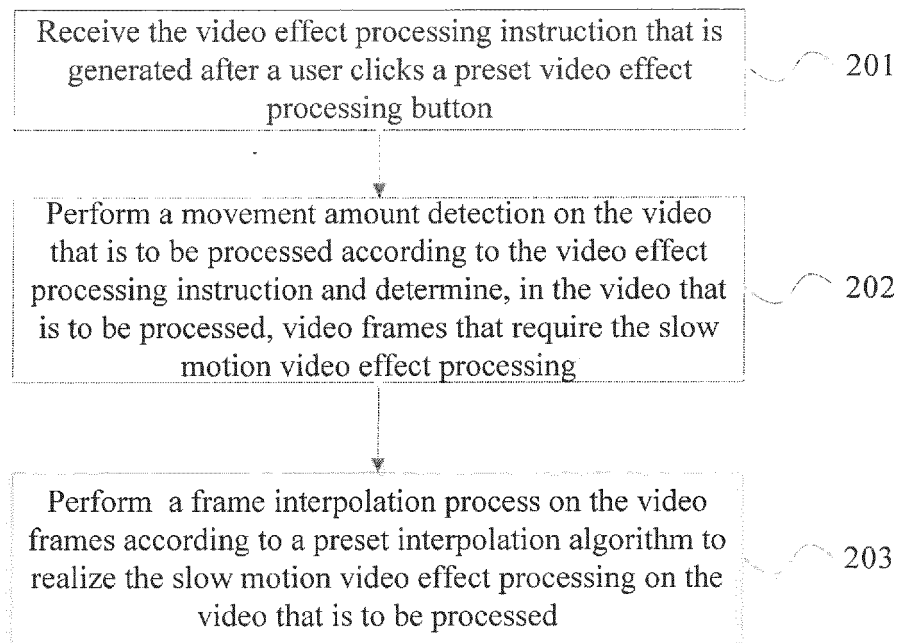 Receive the video effect processing instruction that is
generated after a user clicks a preset video effect
processing button
201
Perform a movement amount detection on the video
that is to be processed according to the video effect
processing instruction and determine, in the video that
is to be processed, video frames that require the slow
motion video effect processing
202
Perform a frame interpolation process on the video
frames according to a preset interpolation algorithm to
realize the slow motion video effect processing on the
video that is to be processed
203